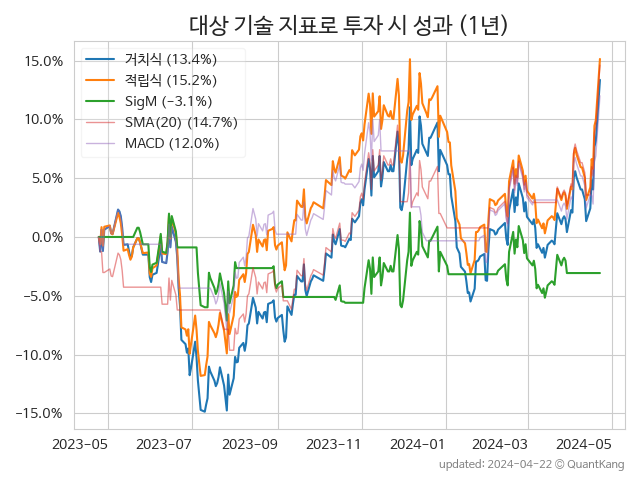 대상 기술 지표로 투자 시 성과 (1년)
거치식 (13.4%)
적립식 (15.2%)
SigM (−3.1%)
SMA(20) (14.7%)
MACD (12.0%)
15.0%
10.0%
5.0%
0.0%
−5.0%
−10.0%
−15.0%
2023-05 2023-07 2023-09 2023-11 2024-01 2024-03 2024-05
updated: 2024-04-22 © QuantKang